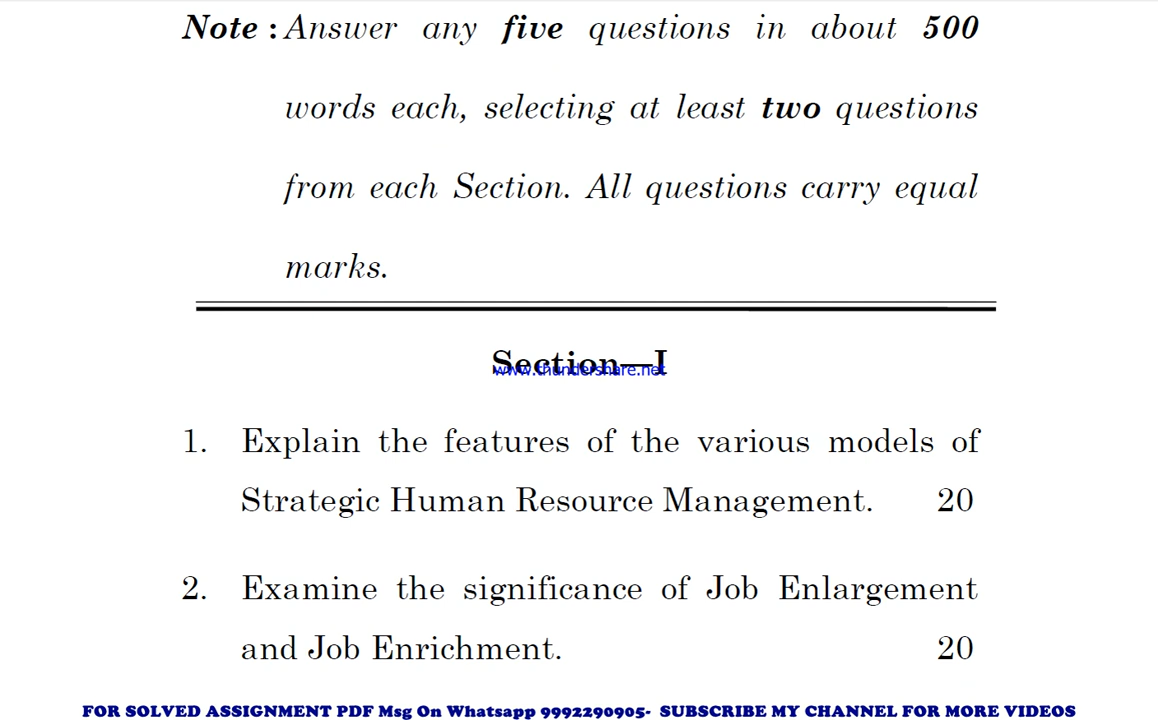 Note : Answer any five questions in about 500
words each, selecting at least two questions
from each Section. All questions carry equal
marks.
Section—I
www.thundershare.net
1. Explain the features of the various models of
Strategic Human Resource Management. 20
2. Examine the significance of Job Enlargement
and Job Enrichment. 20
FOR SOLVED ASSIGNMENT PDF Msg On Whatsapp 9992290905- SUBSCRIBE MY CHANNEL FOR MORE VIDEOS